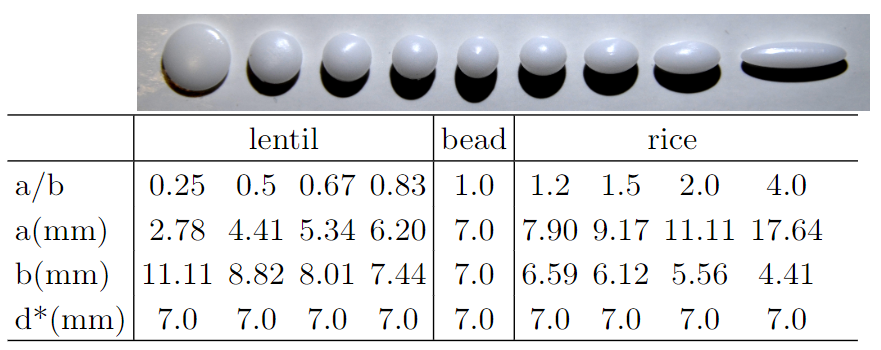 lentil bead rice
a/b 0.25 0.5 0.67 0.83 1.0 1.2 1.5 2.0 4.0
a(mm) 2.78 4.41 5.34 6.20 7.0 7.90 9.17 11.11 17.64
b(mm) 11.11 8.82 8.01 7.44 7.0 6.59 6.12 5.56 4.41
d*(mm) 7.0 7.0 7.0 7.0 7.0 7.0 7.0 7.0 7.0